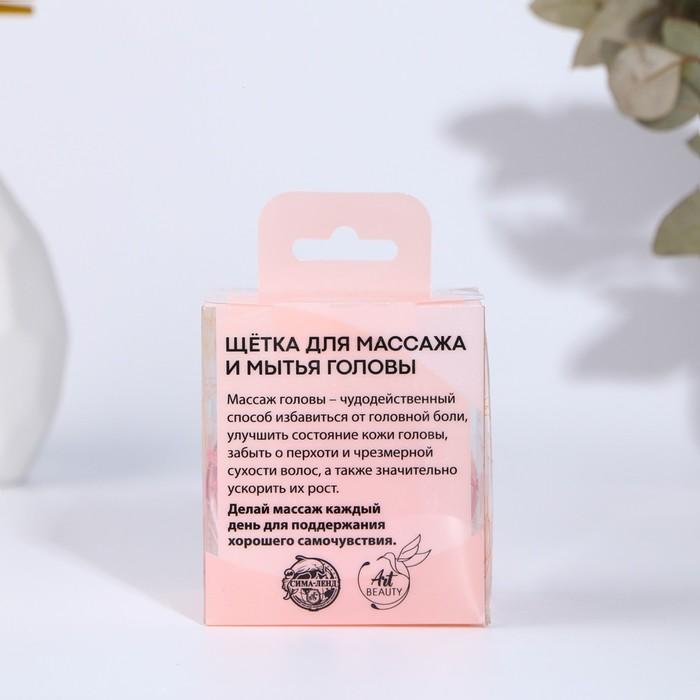 ЩЁТКА ДЛЯ МАССАЖА
И МЫТЬЯ ГОЛОВЫ
Массаж головы – чудодейственный
способ избавиться от головной боли,
улучшить состояние кожи головы,
забыть о перхоти и чрезмерной
сухости волос, а также значительно
ускорить их рост.
Делай массаж каждый
день для поддержания
хорошего самочувствия.
СИМА-ЛЕНД
Art
BEAUTY